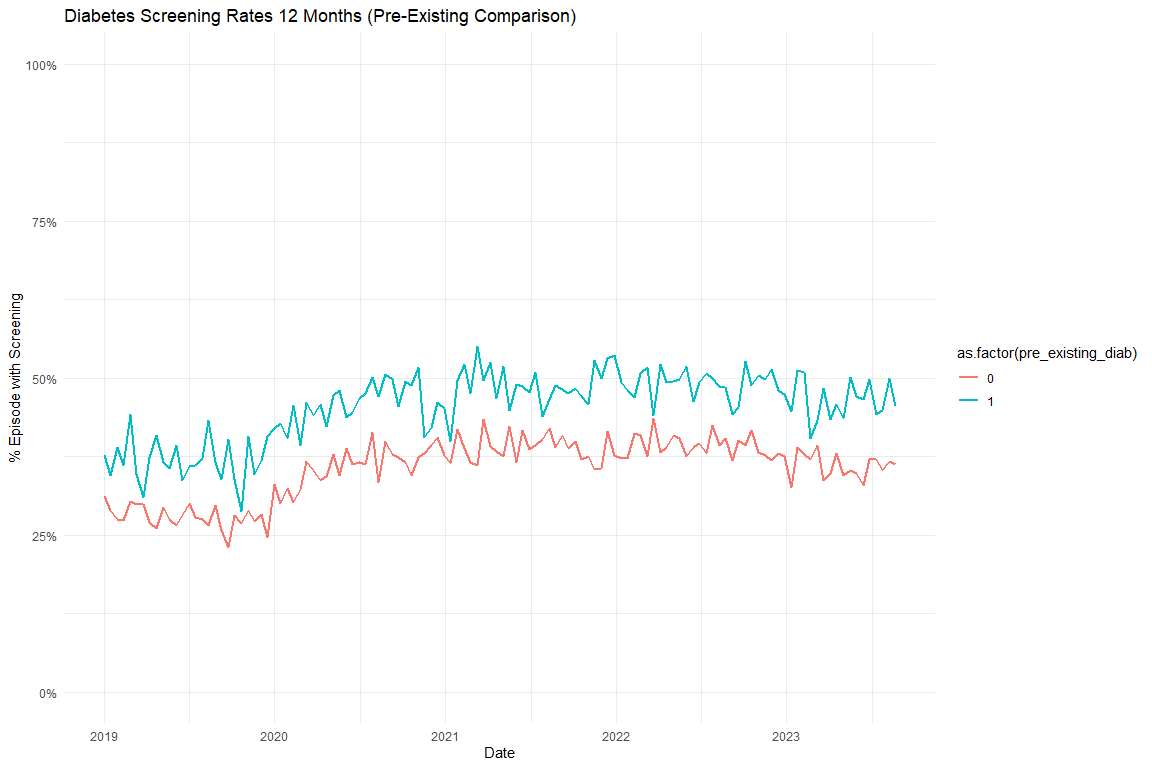 Diabetes Screening Rates 12 Months (Pre-Existing Comparison)
100%
75%
50%
25%
0%
% Episode with Screening
2019 2020 2021 2022 2023
Date
as.factor(pre_existing_diab)
0
1